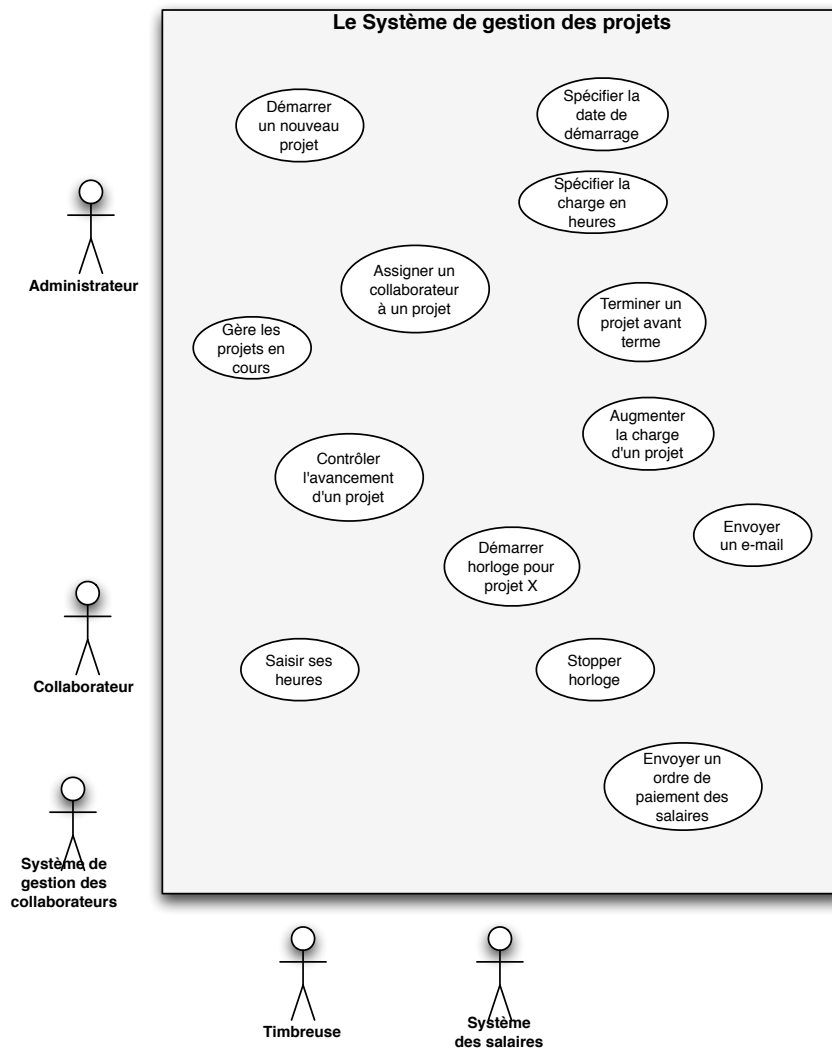 Le Système de gestion des projets
Démarrer
un nouveau
projet
Spécifier la
date de
démarrage
Spécifier la
charge en
heures
Administrateur
Assigner un
collaborateur
à un projet
Terminer un
projet avant
terme
Gère les
projets en
cours
Augmenter
la charge
d'un projet
Contrôler
l'avancement
d'un projet
Envoyer
un e-mail
Démarrer
horloge pour
projet X
Collaborateur
Saisir ses
heures
Stopper
horloge
Envoyer un
ordre de
paiement des
salaires
Système de
gestion des
collaborateurs
Timbreuse
Système
des salaires